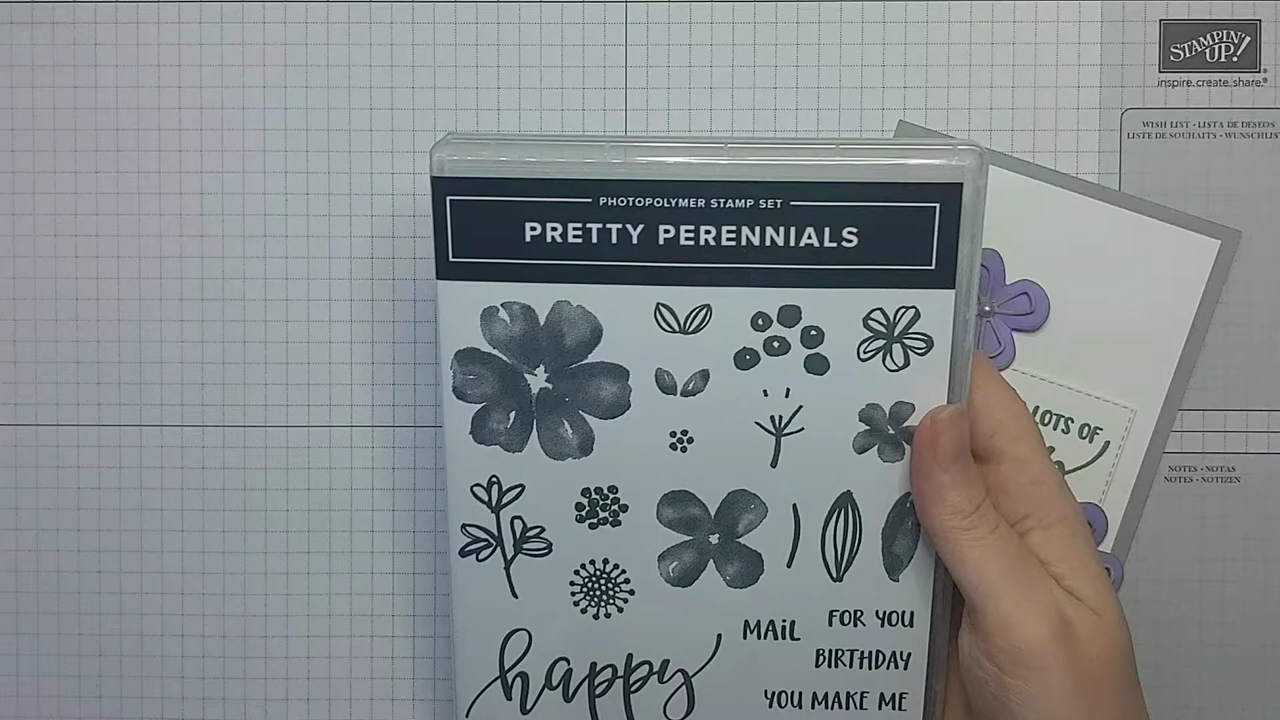 STAMPIN' UP!®
inspire.create.share.®
WISH LIST • LISTA DE DESEOS
LISTE DE SOUHAITS •
PHOTOPOLYMER STAMP SET
PRETTY PERENNIALS
LOTS OF
NOTES • NOTAS
NOTES • NOTIZEN
MAiL
FOR YOU
BIRTHDAY
happy
YOU MAKE ME